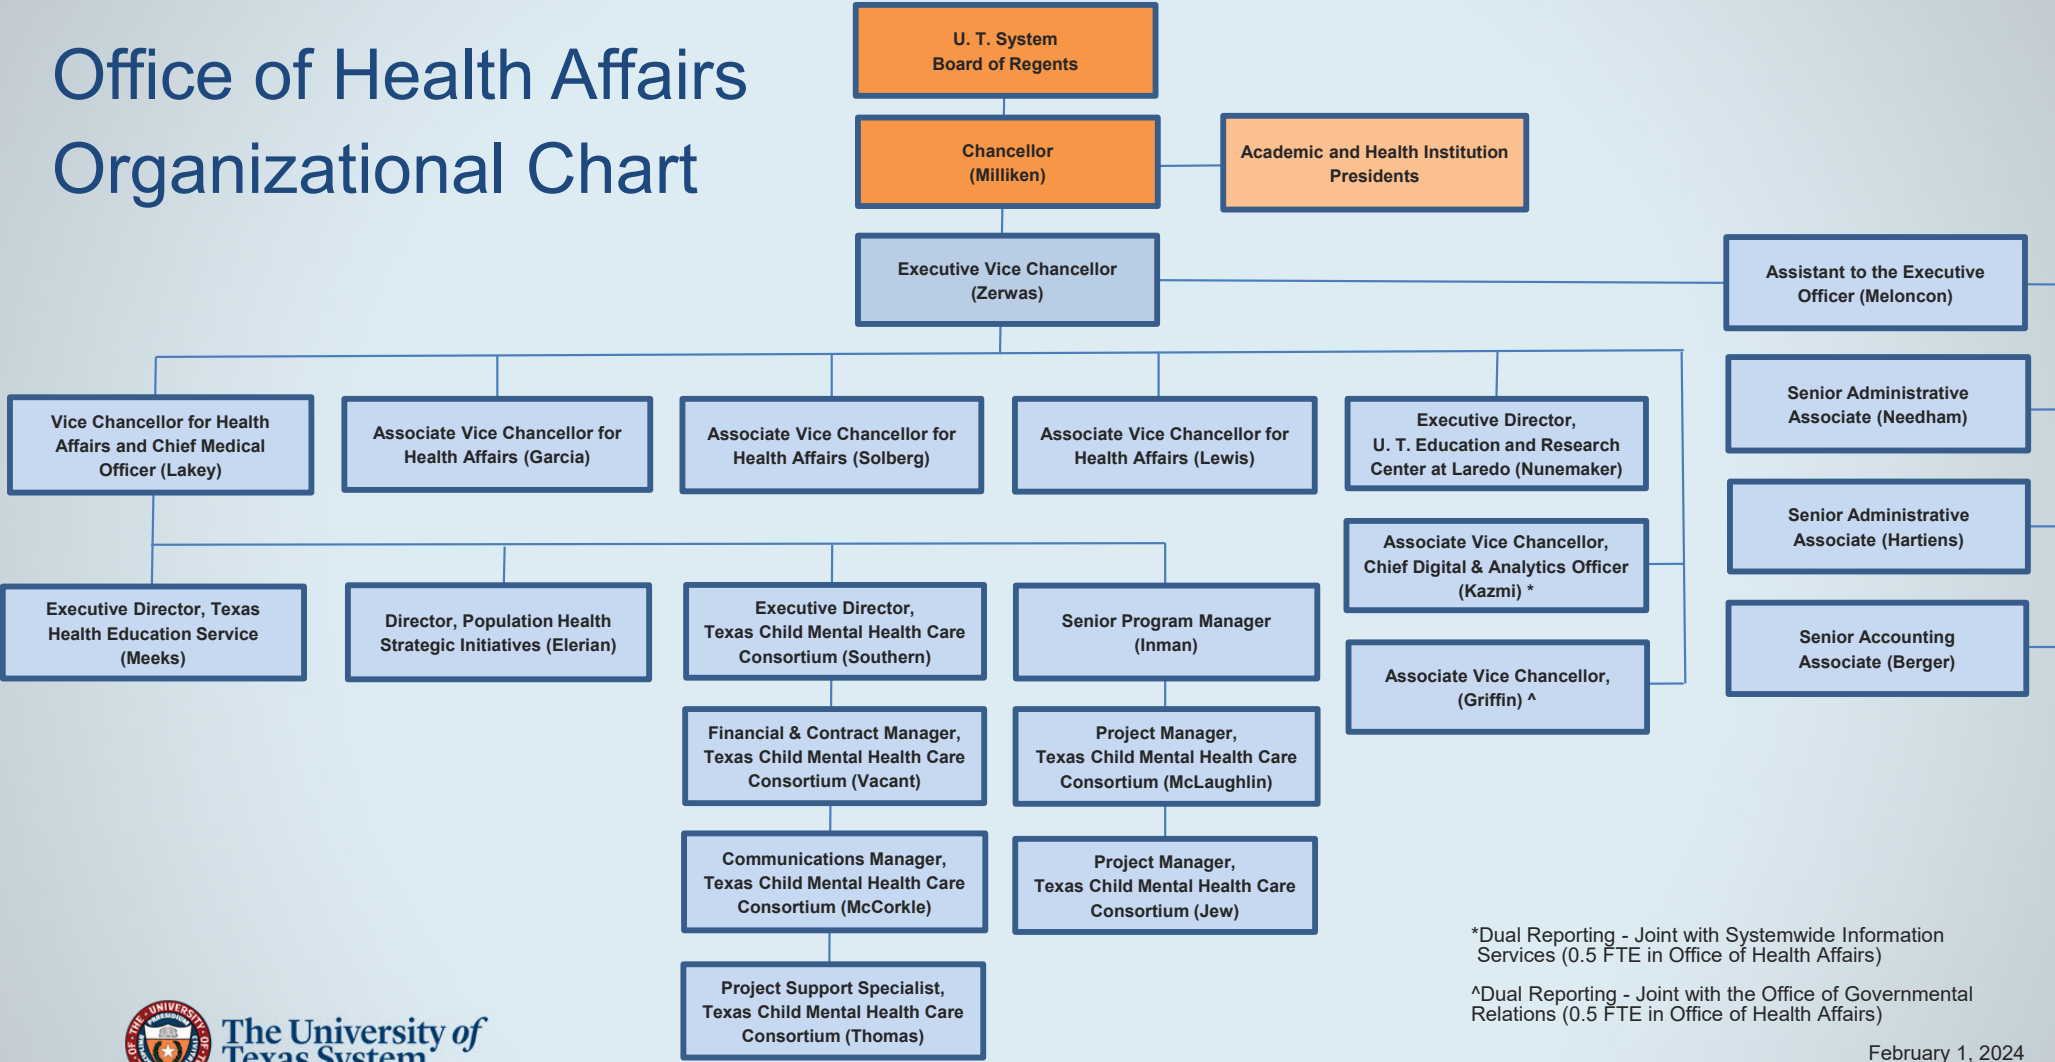 Office of Health Affairs
Organizational Chart
U. T. System
Board of Regents
Chancellor
(Milliken)
Academic and Health Institution
Presidents
Executive Vice Chancellor
(Zerwas)
Assistant to the Executive
Officer (Meloncon)
Vice Chancellor for Health
Affairs and Chief Medical
Officer (Lakey)
Associate Vice Chancellor for
Health Affairs (Garcia)
Associate Vice Chancellor for
Health Affairs (Solberg)
Associate Vice Chancellor for
Health Affairs (Lewis)
Executive Director,
U. T. Education and Research
Center at Laredo (Nunemaker)
Senior Administrative
Associate (Needham)
Associate Vice Chancellor,
Chief Digital & Analytics Officer
(Kazmi) *
Senior Administrative
Associate (Hartiens)
Executive Director, Texas
Health Education Service
(Meeks)
Director, Population Health
Strategic Initiatives (Elerian)
Executive Director,
Texas Child Mental Health Care
Consortium (Southern)
Senior Program Manager
(Inman)
Associate Vice Chancellor,
(Griffin) ^
Senior Accounting
Associate (Berger)
Financial & Contract Manager,
Texas Child Mental Health Care
Consortium (Vacant)
Project Manager,
Texas Child Mental Health Care
Consortium (McLaughlin)
Communications Manager,
Texas Child Mental Health Care
Consortium (McCorkle)
Project Manager,
Texas Child Mental Health Care
Consortium (Jew)
Project Support Specialist,
Texas Child Mental Health Care
Consortium (Thomas)
*Dual Reporting - Joint with Systemwide Information
Services (0.5 FTE in Office of Health Affairs)
^Dual Reporting - Joint with the Office of Governmental
Relations (0.5 FTE in Office of Health Affairs)
The University of
Texas System
February 1, 2024